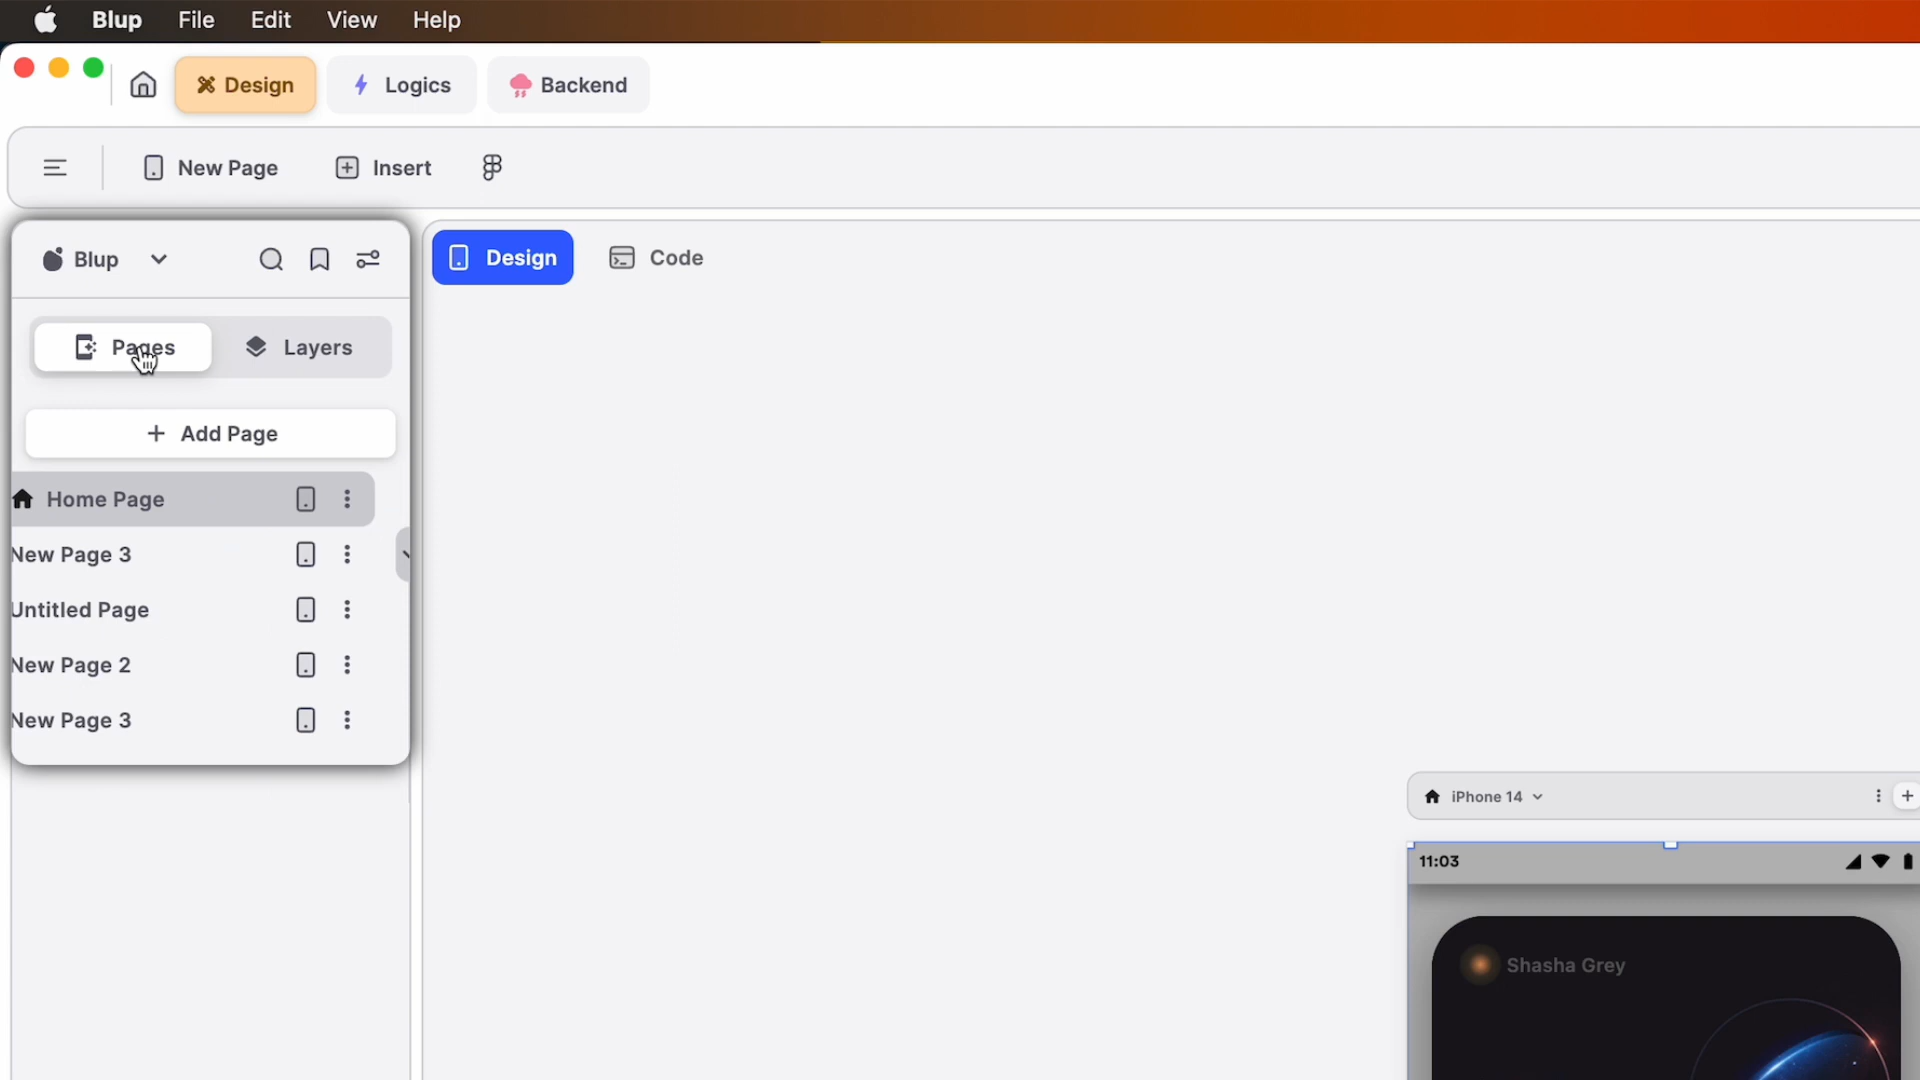 Blup File Edit View Help
Design Logics Backend
New Page Insert
Blup
Design Code
Pages Layers
+ Add Page
Home Page
New Page 3
Untitled Page
New Page 2
New Page 3
iPhone 14
11:03
Shasha Grey